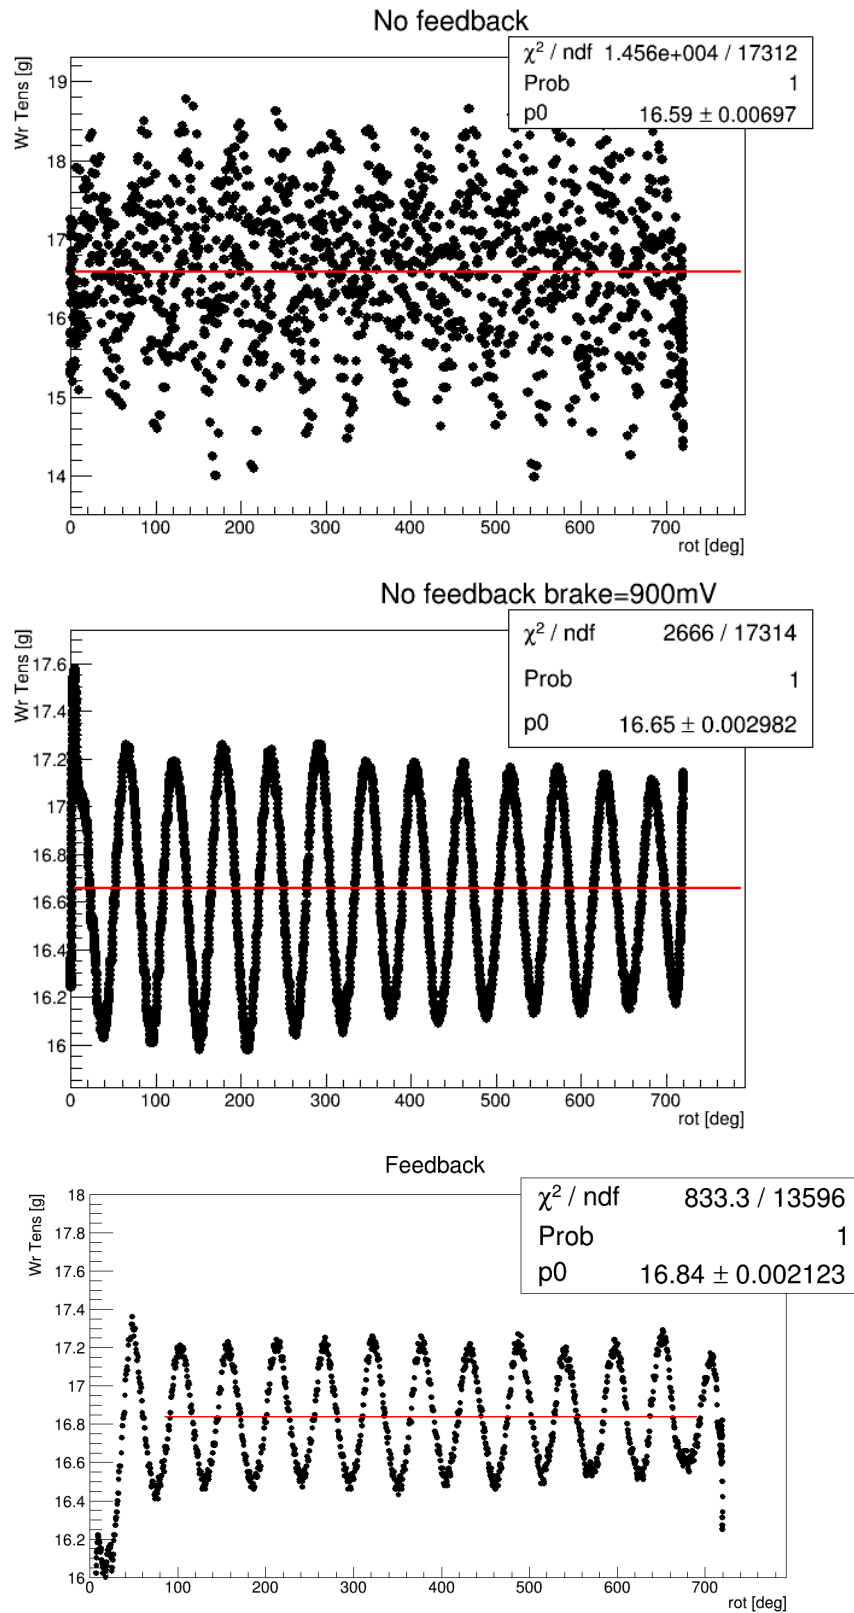 No feedback
χ² / ndf 1.456e+004 / 17312
Prob 1
p0 16.59 ± 0.00697
Wr Tens [g]
19
18
17
16
15
14
0 100 200 300 400 500 600 700
rot [deg]
No feedback brake=900mV
χ² / ndf 2666 / 17314
Prob 1
p0 16.65 ± 0.002982
Wr Tens [g]
17.6
17.4
17.2
17
16.8
16.6
16.4
16.2
16
0 100 200 300 400 500 600 700
rot [deg]
Feedback
χ² / ndf 833.3 / 13596
Prob 1
p0 16.84 ± 0.002123
Wr Tens [g]
18
17.8
17.6
17.4
17.2
17
16.8
16.6
16.4
16.2
16
0 100 200 300 400 500 600 700
rot [deg]